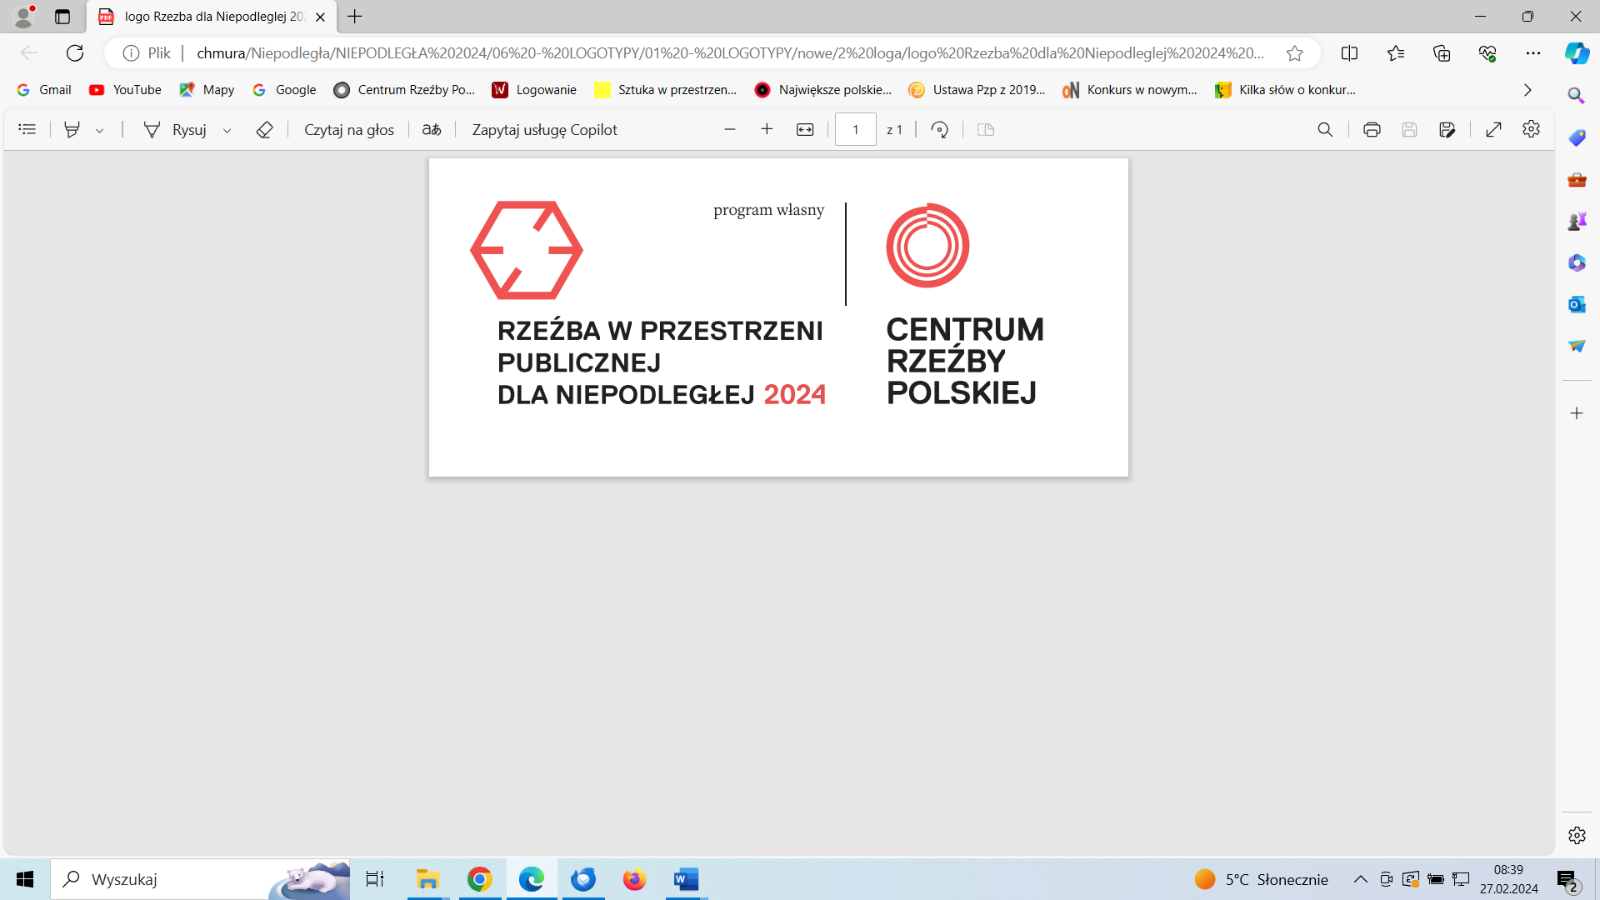 logo Rzezba dla Niepodleglej 20
Plik
chmura/Niepodległa/NIEPODLEGŁA%202024/06%20-%20LOGOTYPY/01%20-%20LOGOTYPY/nowe/2%20loga/logo%20Rzezba%20dla%20Niepodleglej%202024%20...
Gmail YouTube Mapy Google Centrum Rzeźby Po... Logowanie Sztuka w przestrzen... Największe polskie... Ustawa Pzp z 2019... Konkurs w nowym... Kilka słów o konkur...
Rysuj Czytaj na głos aあ Zapytaj usługę Copilot 1 z 1
program własny
RZEŹBA W PRZESTRZENI
PUBLICZNEJ
DLA NIEPODLEGŁEJ 2024
CENTRUM
RZEŹBY
POLSKIEJ
Wyszukaj
5°C Słonecznie
08:39
27.02.2024
2